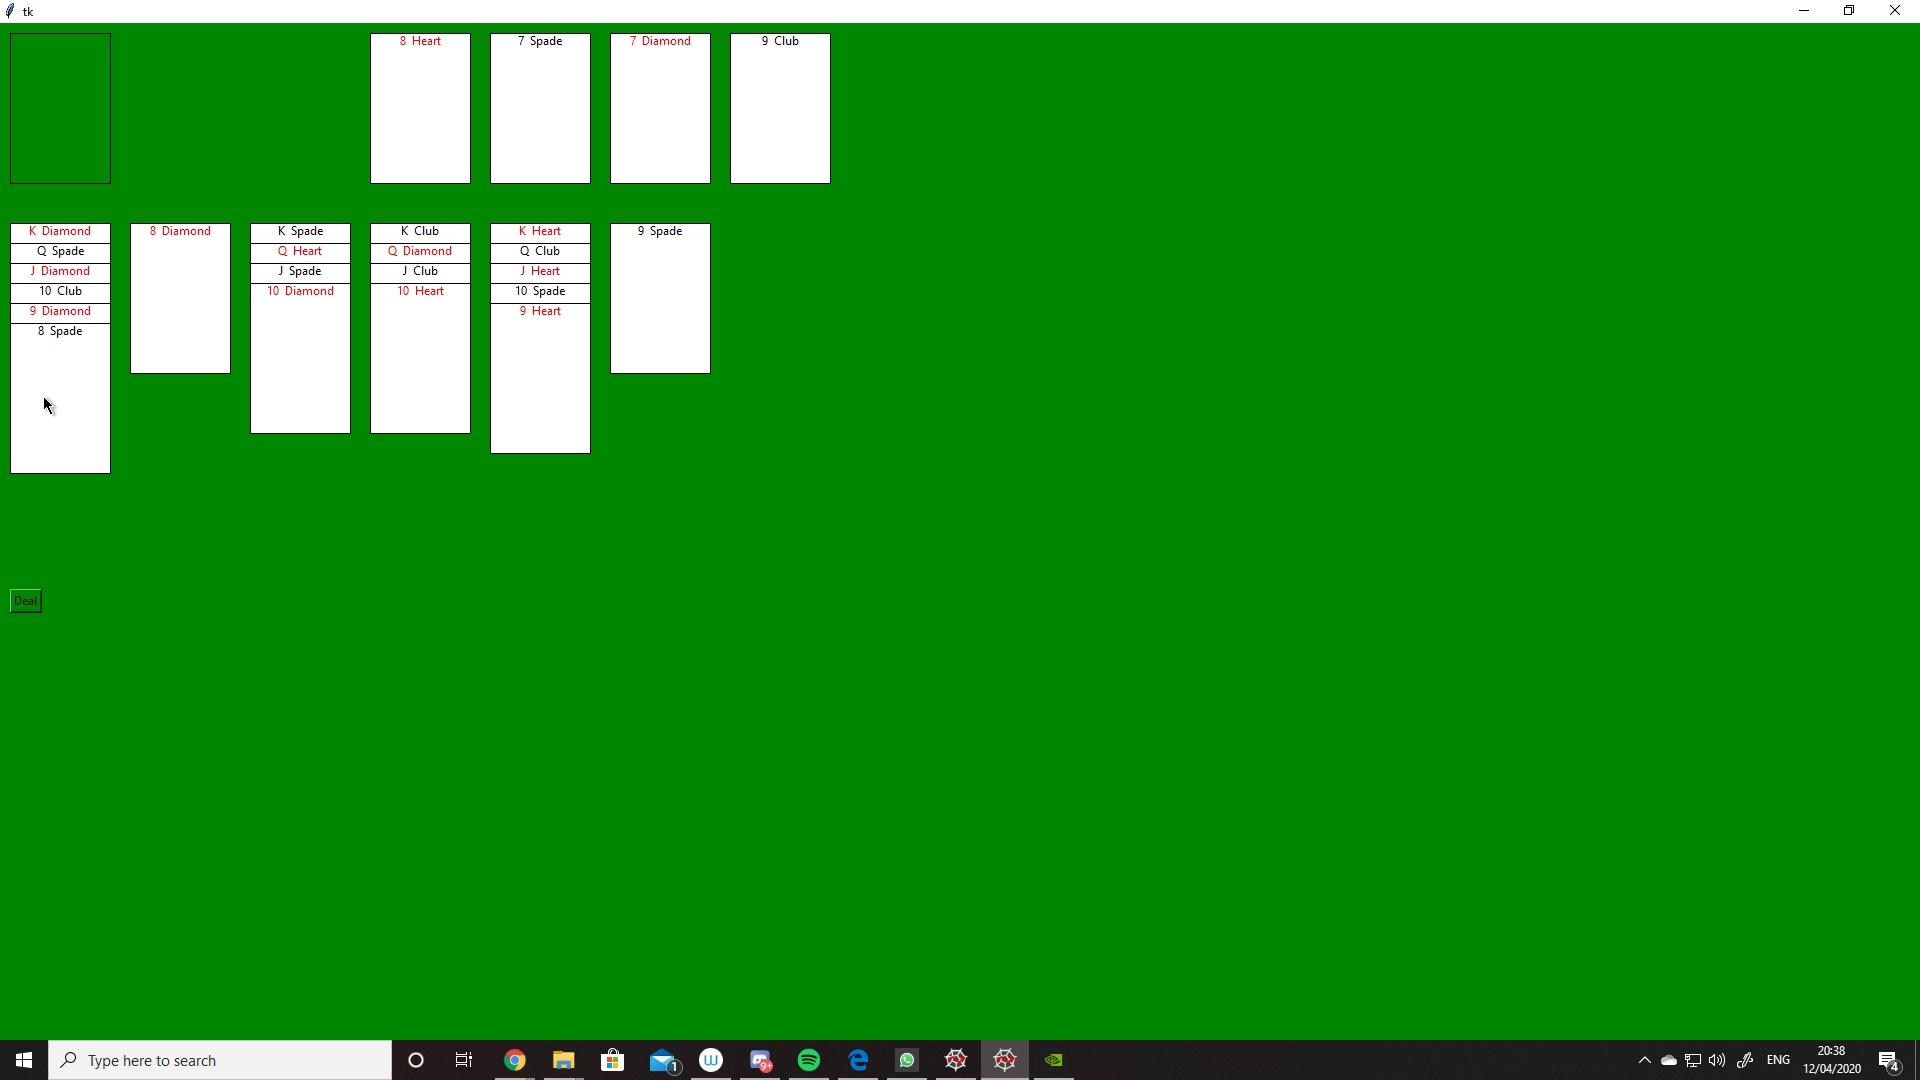 tk
8 Heart
7 Spade
7 Diamond
9 Club
K Diamond
Q Spade
J Diamond
10 Club
9 Diamond
8 Spade
8 Diamond
K Spade
Q Heart
J Spade
10 Diamond
K Club
Q Diamond
J Club
10 Heart
K Heart
Q Club
J Heart
10 Spade
9 Heart
9 Spade
Deal
Type here to search
1
W
9+
ENG
20:38
12/04/2020
4